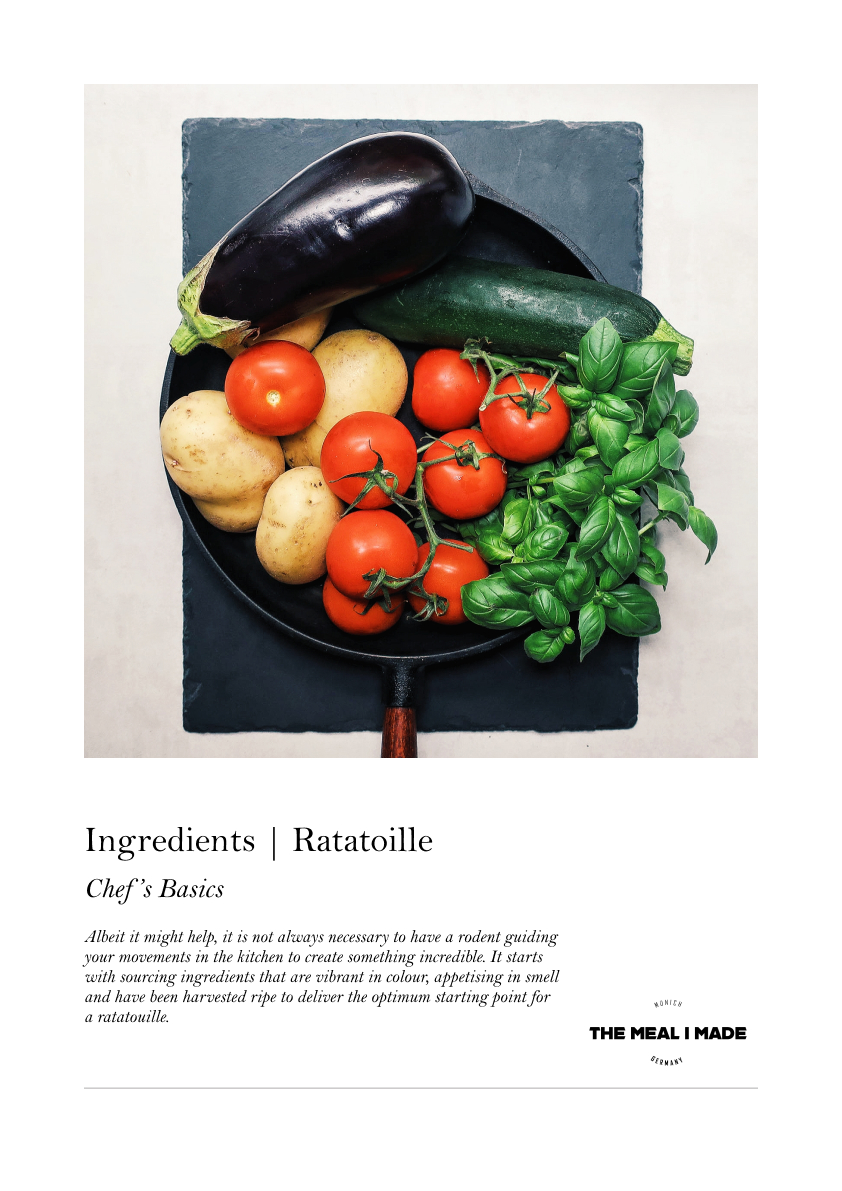 Ingredients | Ratatoille
Chef's Basics
Albeit it might help, it is not always necessary to have a rodent guiding
your movements in the kitchen to create something incredible. It starts
with sourcing ingredients that are vibrant in colour, appetising in smell
and have been harvested ripe to deliver the optimum starting point for
a ratatouille.
MONICH
THE MEAL I MADE
GERMANY